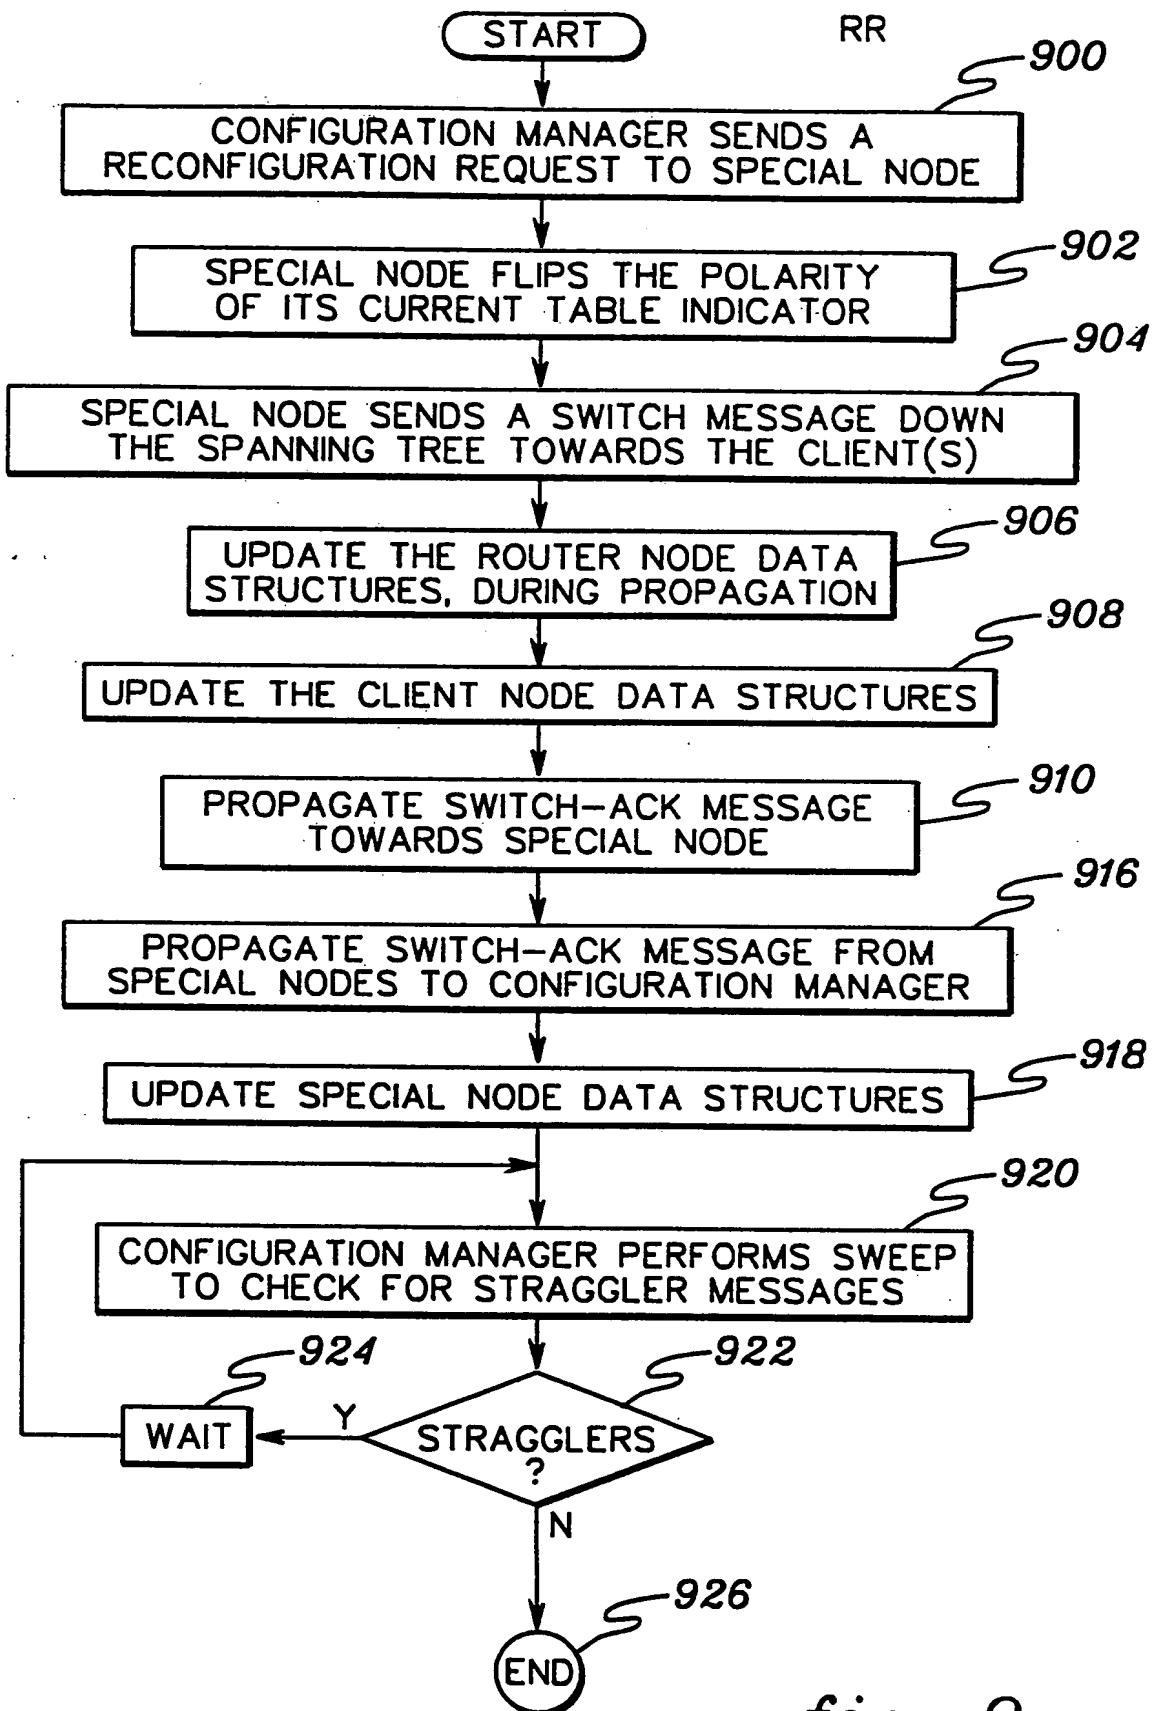 START
RR
900
CONFIGURATION MANAGER SENDS A
RECONFIGURATION REQUEST TO SPECIAL NODE
902
SPECIAL NODE FLIPS THE POLARITY
OF ITS CURRENT TABLE INDICATOR
904
SPECIAL NODE SENDS A SWITCH MESSAGE DOWN
THE SPANNING TREE TOWARDS THE CLIENT(S)
906
UPDATE THE ROUTER NODE DATA
STRUCTURES, DURING PROPAGATION
908
UPDATE THE CLIENT NODE DATA STRUCTURES
910
PROPAGATE SWITCH-ACK MESSAGE
TOWARDS SPECIAL NODE
916
PROPAGATE SWITCH-ACK MESSAGE FROM
SPECIAL NODES TO CONFIGURATION MANAGER
918
UPDATE SPECIAL NODE DATA STRUCTURES
920
CONFIGURATION MANAGER PERFORMS SWEEP
TO CHECK FOR STRAGGLER MESSAGES
924
922
WAIT
Y
STRAGGLERS
?
N
926
END